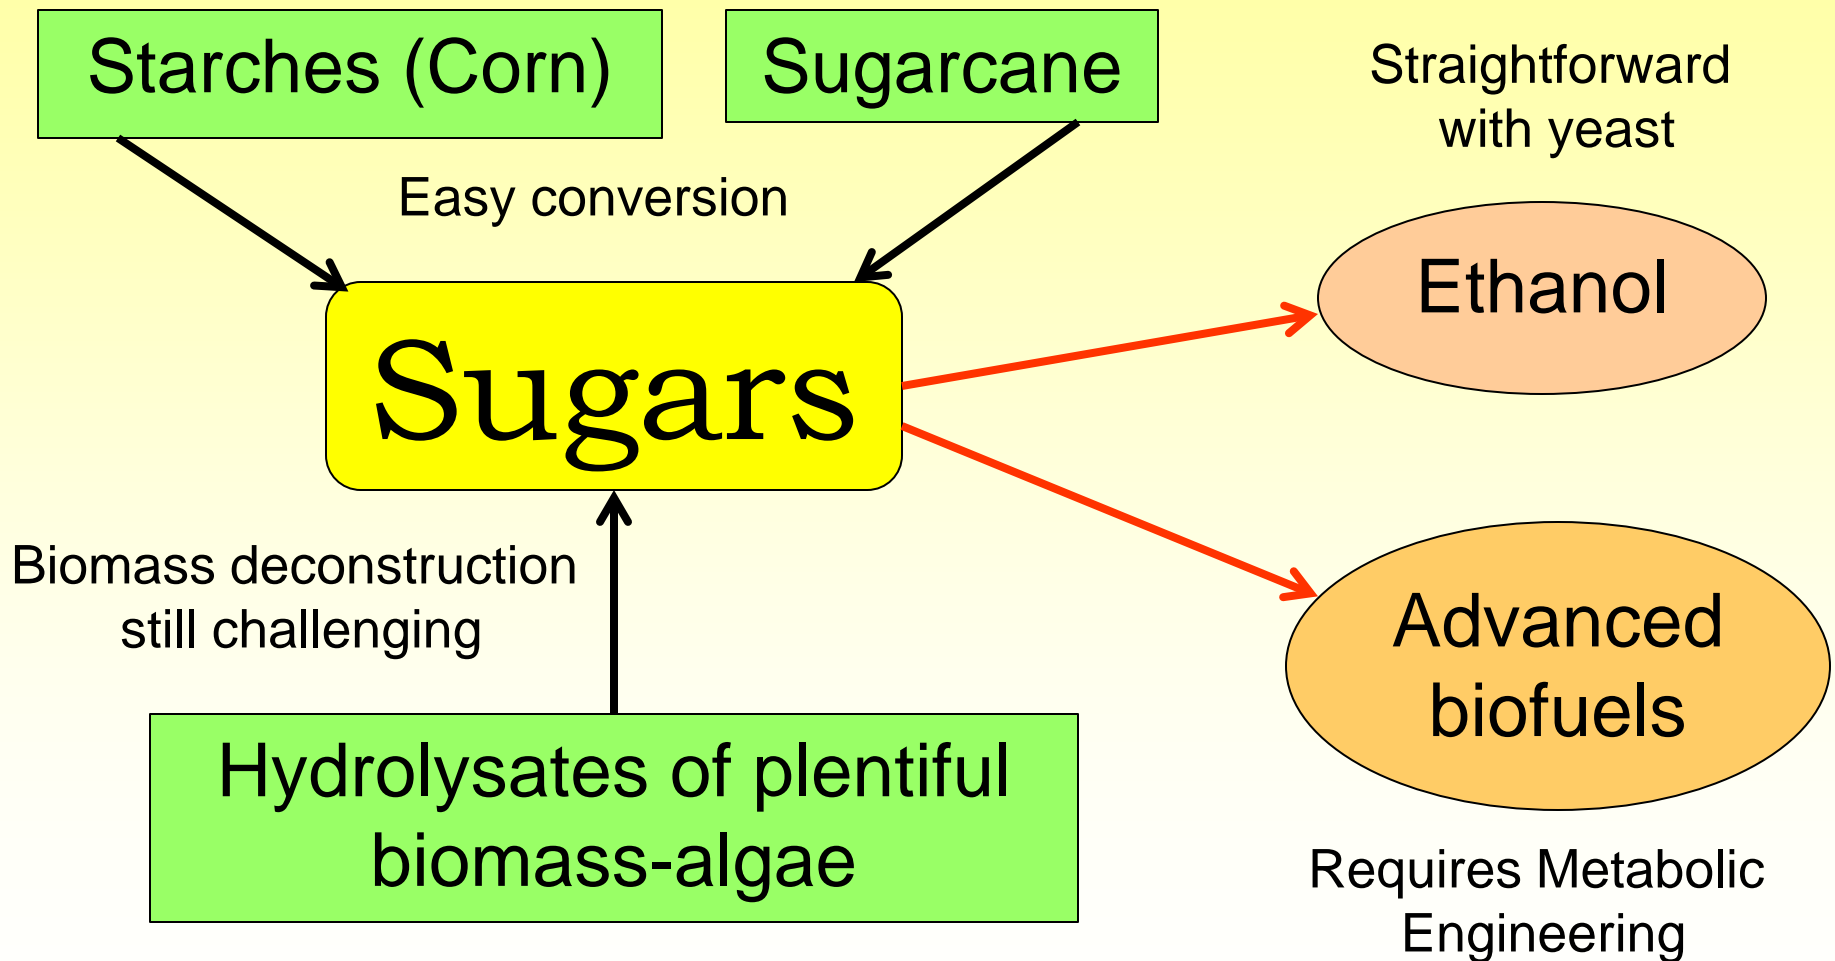 Starches (Corn)
Sugarcane
Straightforward
with yeast
Easy conversion
Ethanol
Sugars
Biomass deconstruction
still challenging
Advanced
biofuels
Hydrolysates of plentiful
biomass-algae
Requires Metabolic
Engineering